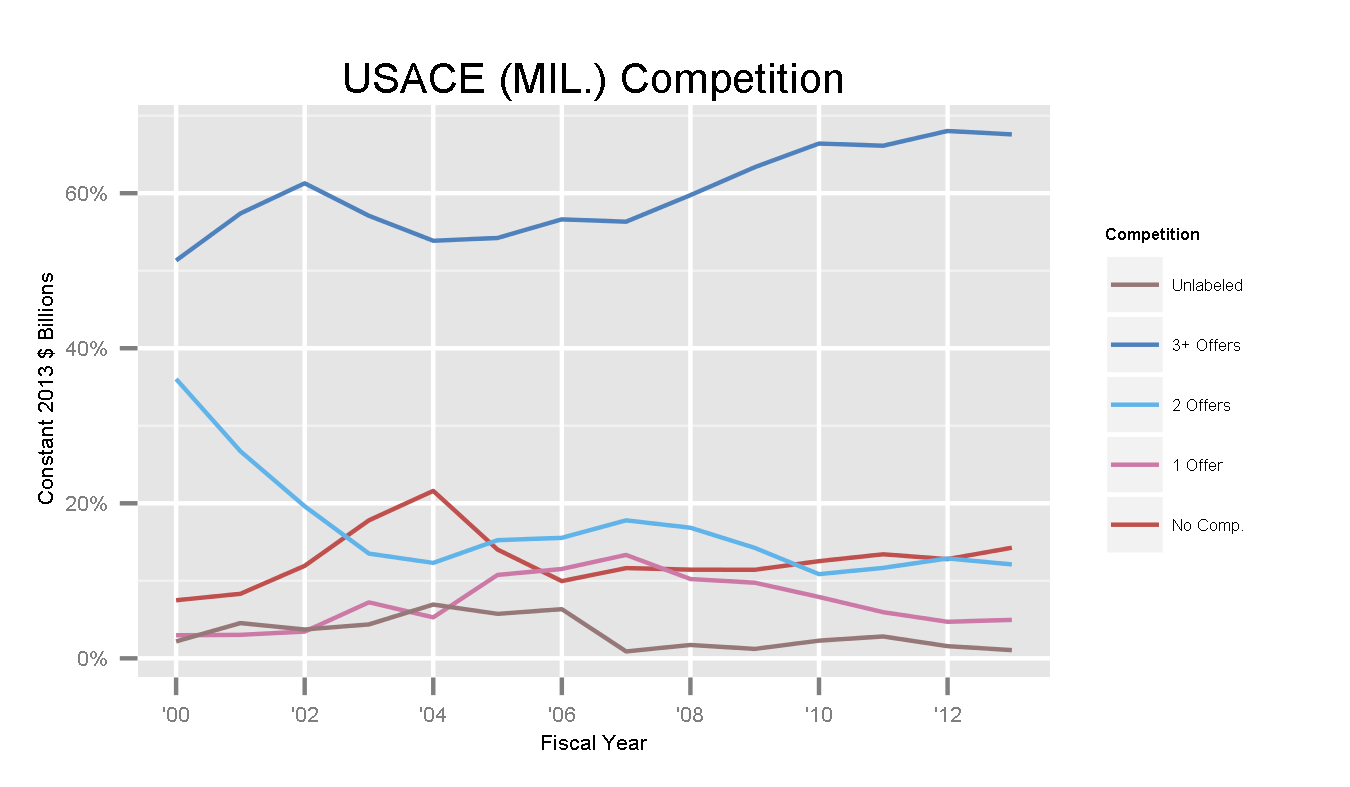 USACE (MIL.) Competition
60%
40%
20%
0%
Constant 2013 $ Billions
'00 '02 '04 '06 '08 '10 '12
Fiscal Year
Competition
Unlabeled
3+ Offers
2 Offers
1 Offer
No Comp.